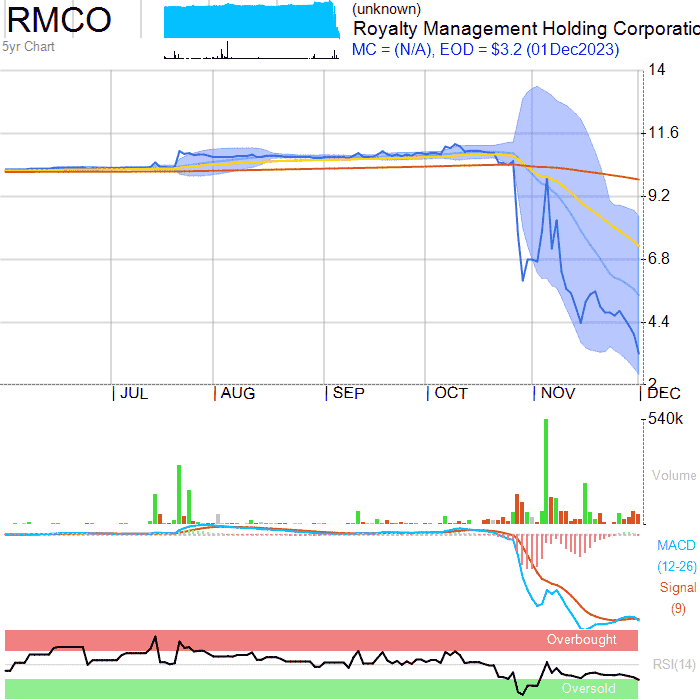 RMCO
5yr Chart
(unknown)
Royalty Management Holding Corporatio
MC = (N/A), EOD = $3.2 (01Dec2023)
14
11.6
9.2
6.8
4.4
2
JUL AUG SEP OCT NOV DEC
540k
Volume
MACD
(12-26)
Signal
(9)
Overbought
RSI(14)
Oversold